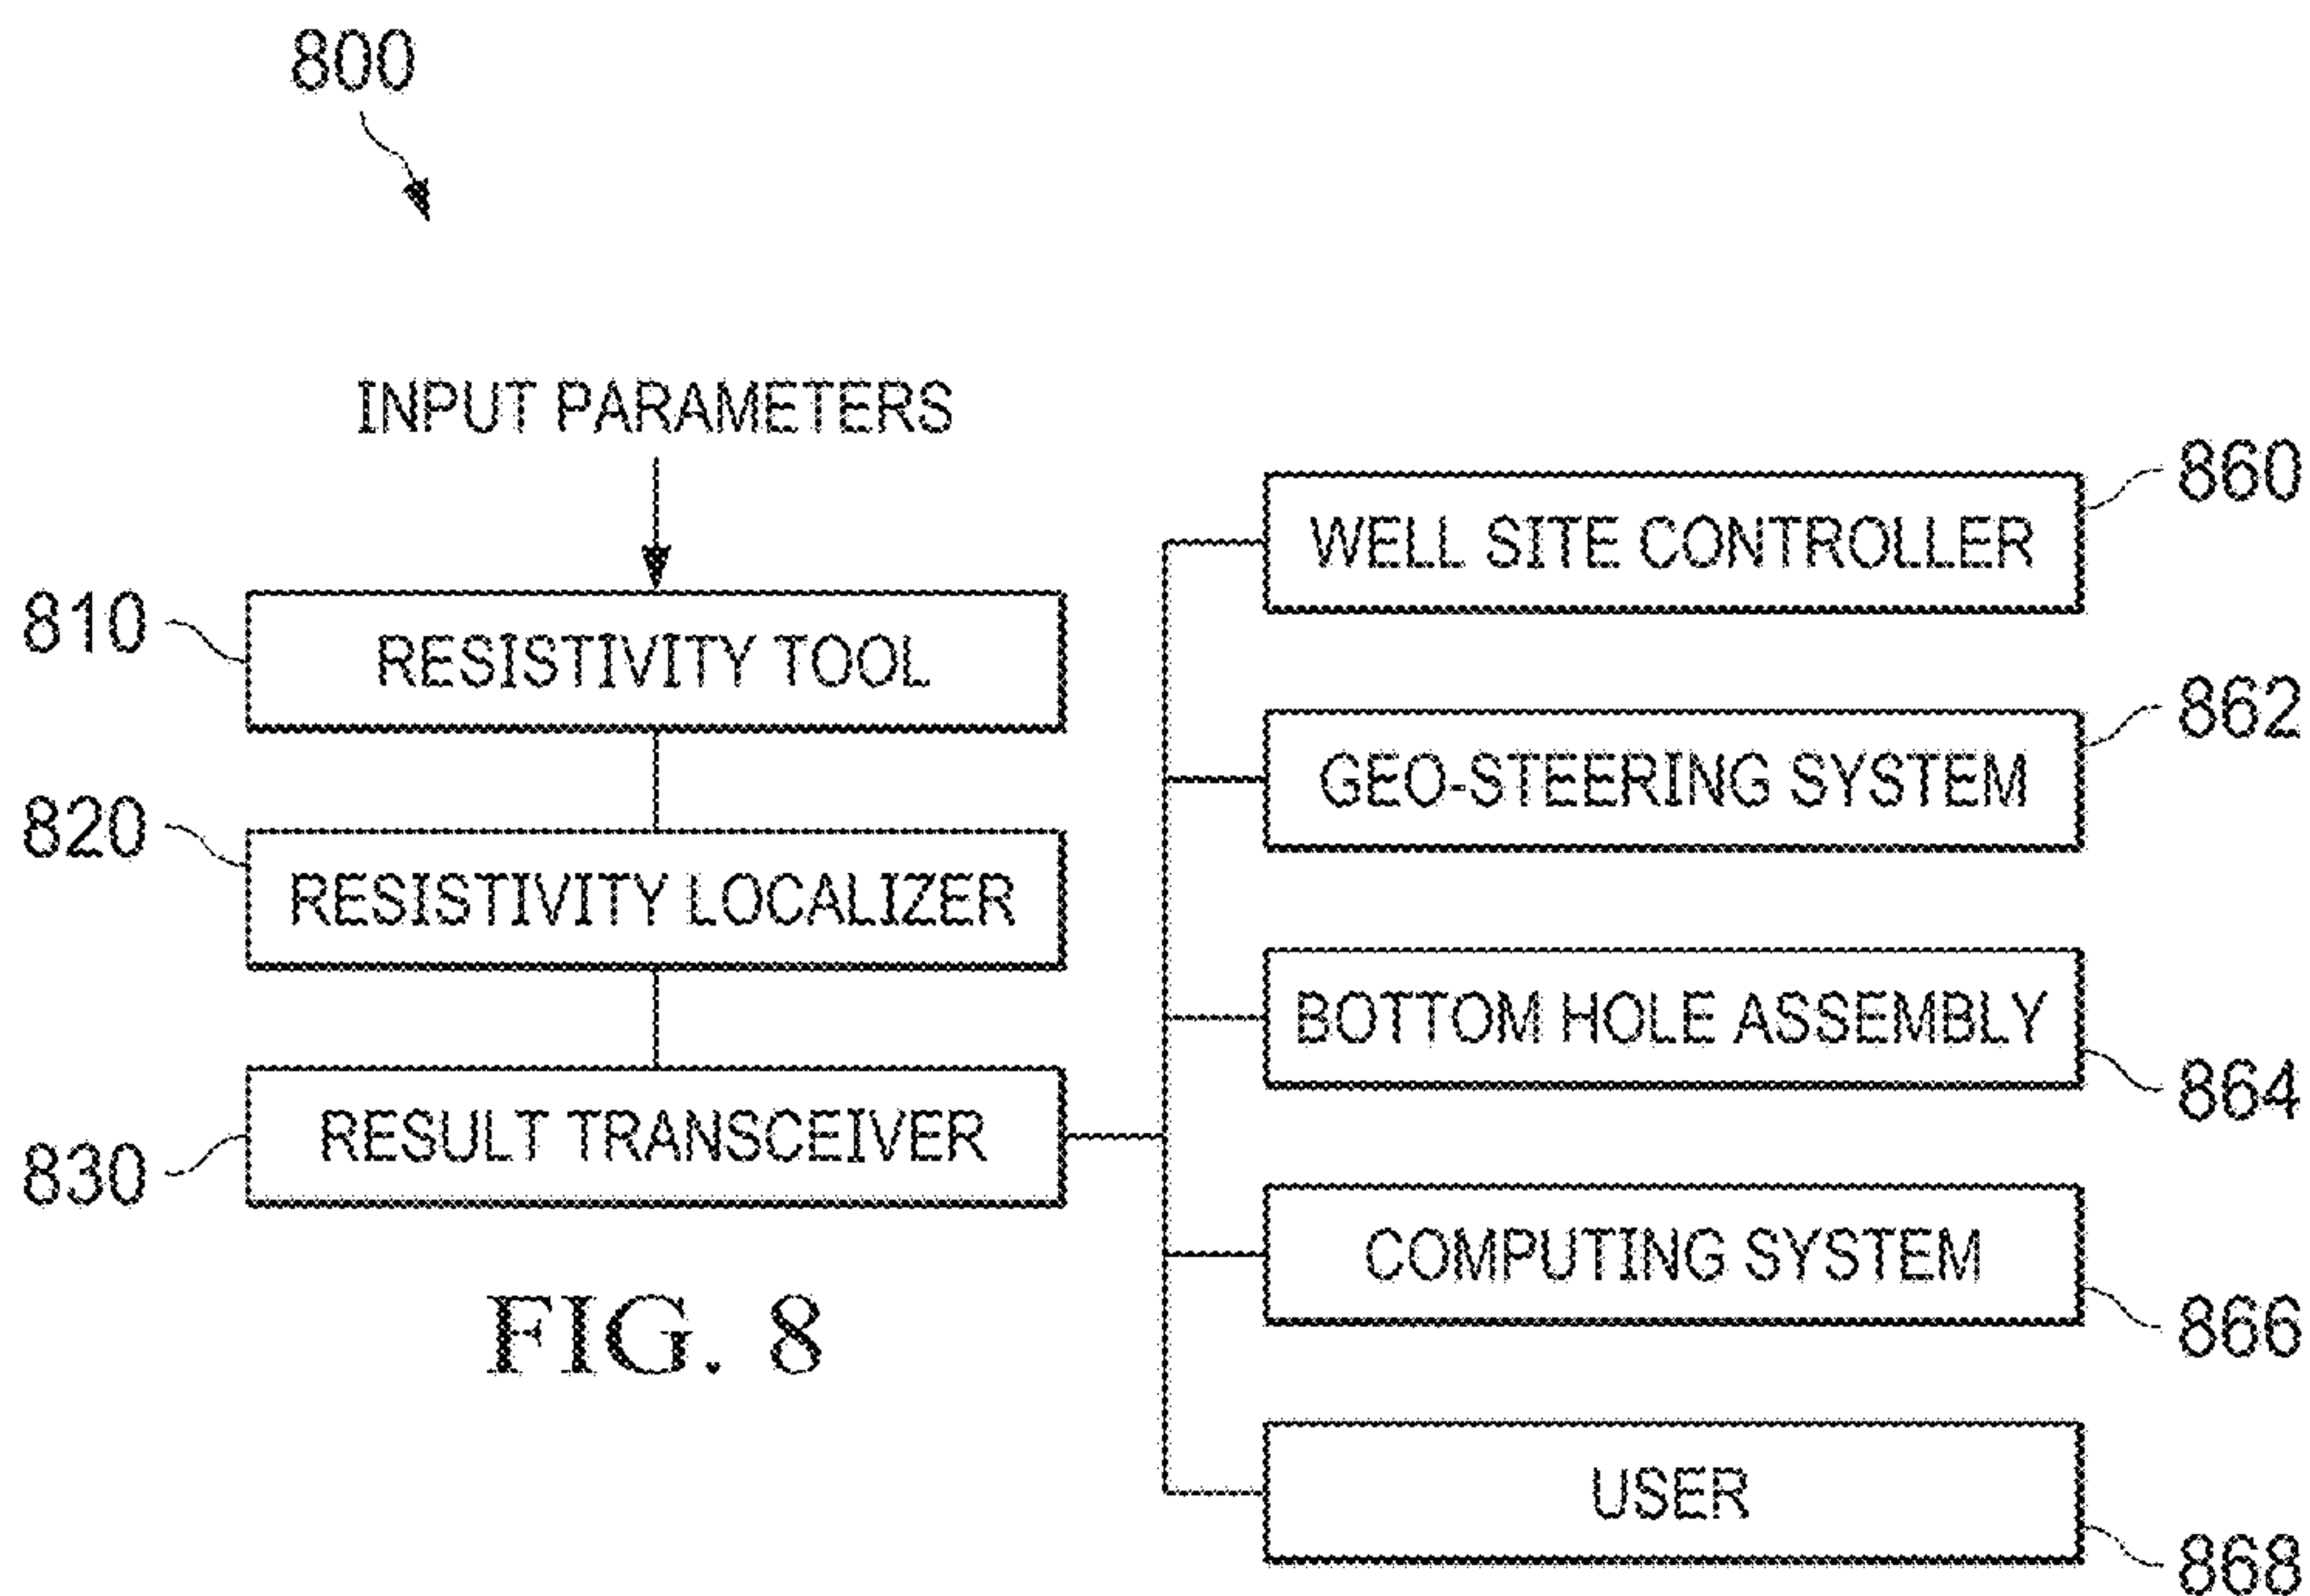 800
INPUT PARAMETERS
810
RESISTIVITY TOOL
820
RESISTIVITY LOCALIZER
830
RESULT TRANSCEIVER
WELL SITE CONTROLLER
860
GEO-STEERING SYSTEM
862
BOTTOM HOLE ASSEMBLY
864
COMPUTING SYSTEM
866
USER
868
FIG. 8